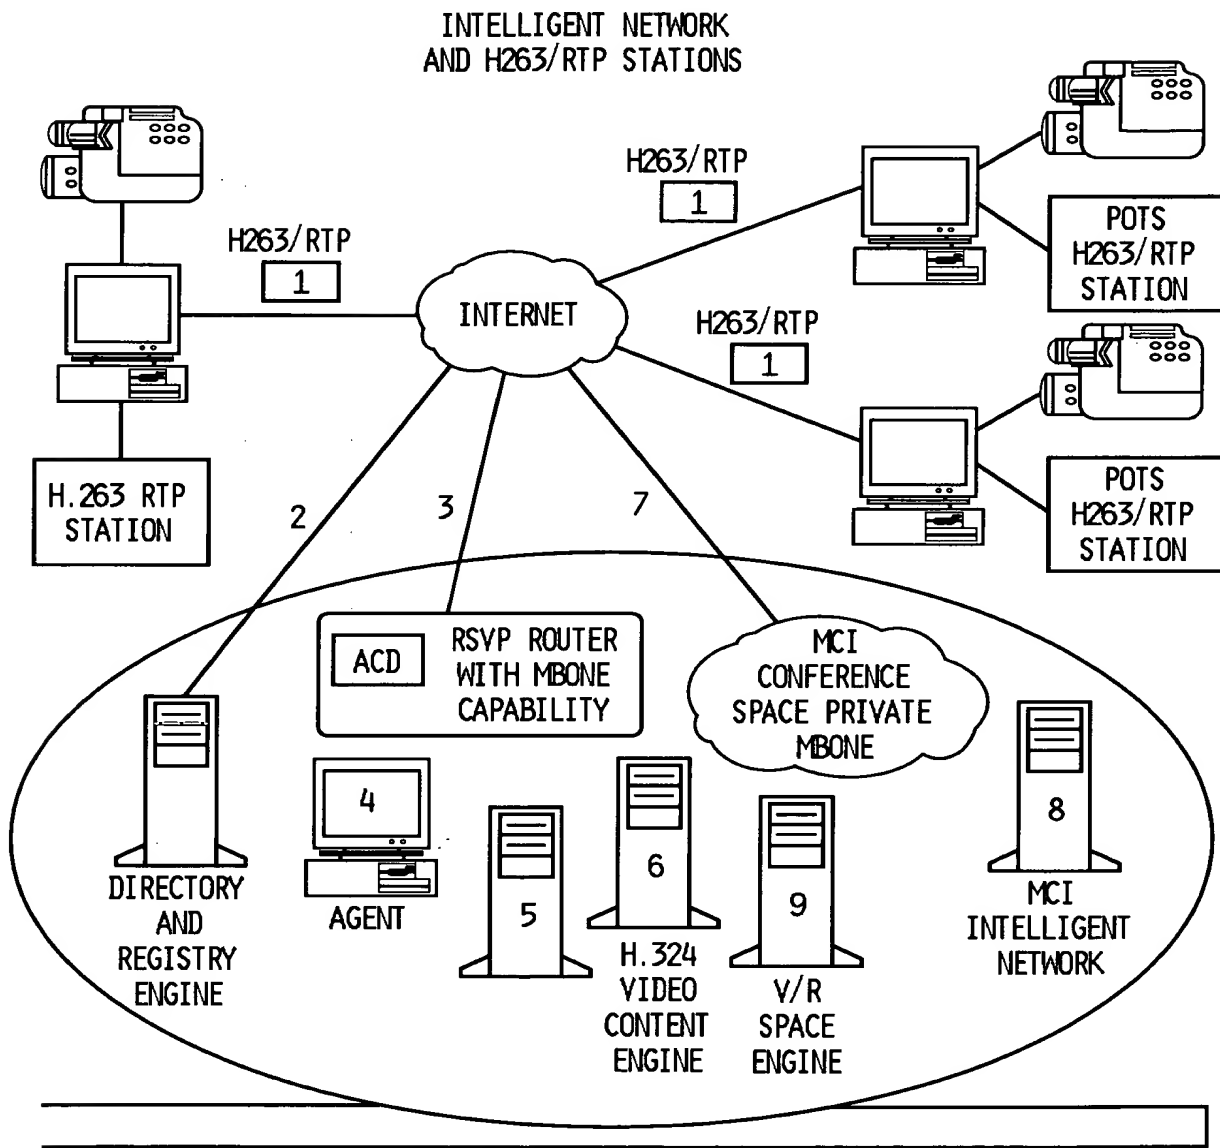 INTELLIGENT NETWORK
AND H263/RTP STATIONS
H263/RTP
1
H263/RTP
1
POTS
H263/RTP
STATION
INTERNET
H263/RTP
1
H.263 RTP
STATION
POTS
H263/RTP
STATION
2
3
7
ACD
RSVP ROUTER
WITH MBONE
CAPABILITY
MCI
CONFERENCE
SPACE PRIVATE
MBONE
DIRECTORY
AND
REGISTRY
ENGINE
4
AGENT
5
6
H.324
VIDEO
CONTENT
ENGINE
9
V/R
SPACE
ENGINE
8
MCI
INTELLIGENT
NETWORK